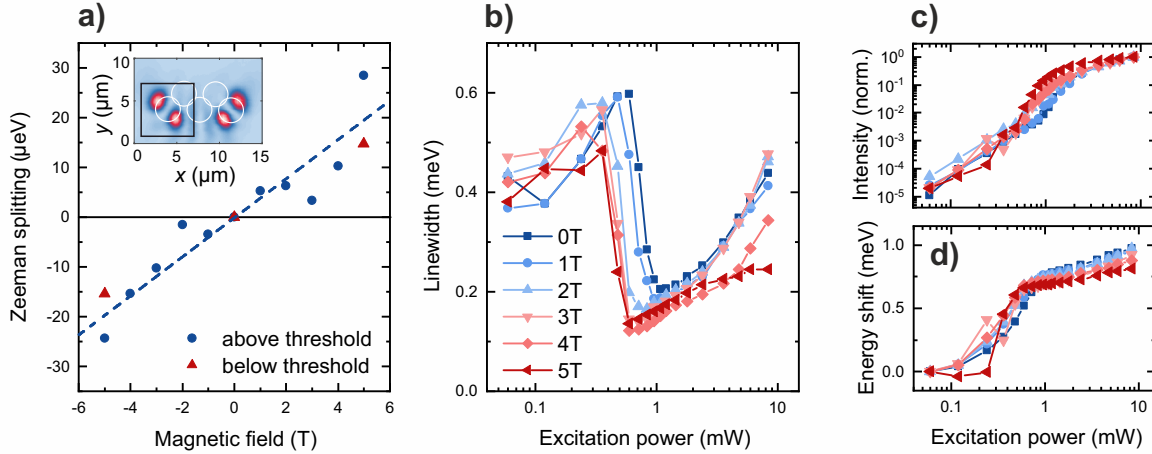 a)
Zeeman splitting (µeV)
30
20
10
0
-10
-20
-30
-6
-4
-2
0
2
4
6
Magnetic field (T)
above threshold
below threshold
y (µm)
10
5
0
0
5
10
15
x (µm)
b)
Linewidth (meV)
0.6
0.4
0.2
0.0
0.1
1
10
Excitation power (mW)
0T
1T
2T
3T
4T
5T
c)
Intensity (norm.)
10⁰
10⁻¹
10⁻²
10⁻³
10⁻⁴
10⁻⁵
d)
Energy shift (meV)
1.0
0.5
0.0
0.1
1
10
Excitation power (mW)